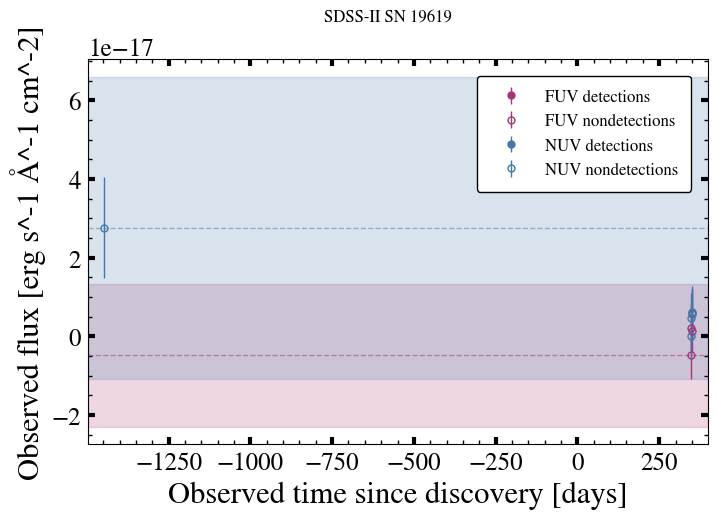 SDSS-II SN 19619
1e−17
FUV detections
FUV nondetections
NUV detections
NUV nondetections
6
4
2
0
−2
−1250 −1000 −750 −500 −250 0 250
Observed time since discovery [days]
Observed flux [erg s^-1 Å^-1 cm^-2]